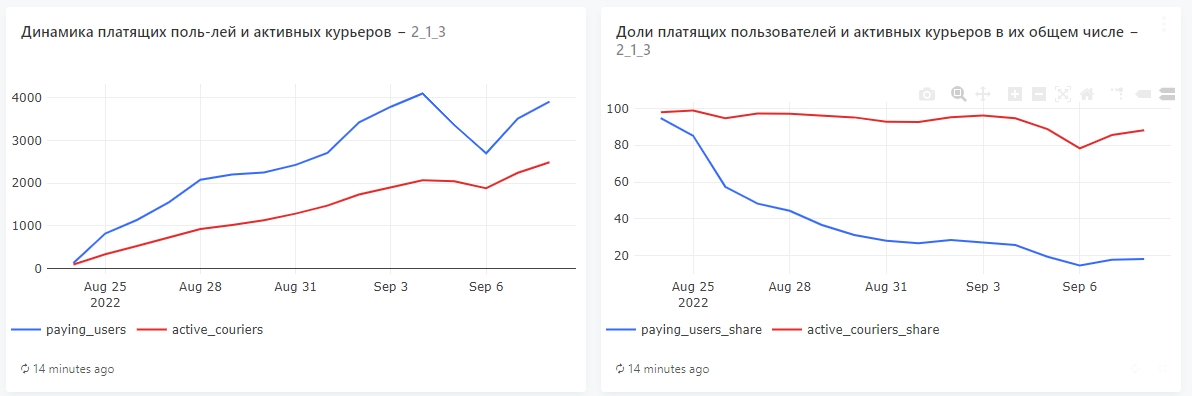 Динамика платящих поль-лей и активных курьеров – 2_1_3
4000
3000
2000
1000
0
Aug 25
2022
Aug 28
Aug 31
Sep 3
Sep 6
paying_users
active_couriers
14 minutes ago
Доли платящих пользователей и активных курьеров в их общем числе –
2_1_3
100
80
60
40
20
Aug 25
2022
Aug 28
Aug 31
Sep 3
Sep 6
paying_users_share
active_couriers_share
14 minutes ago